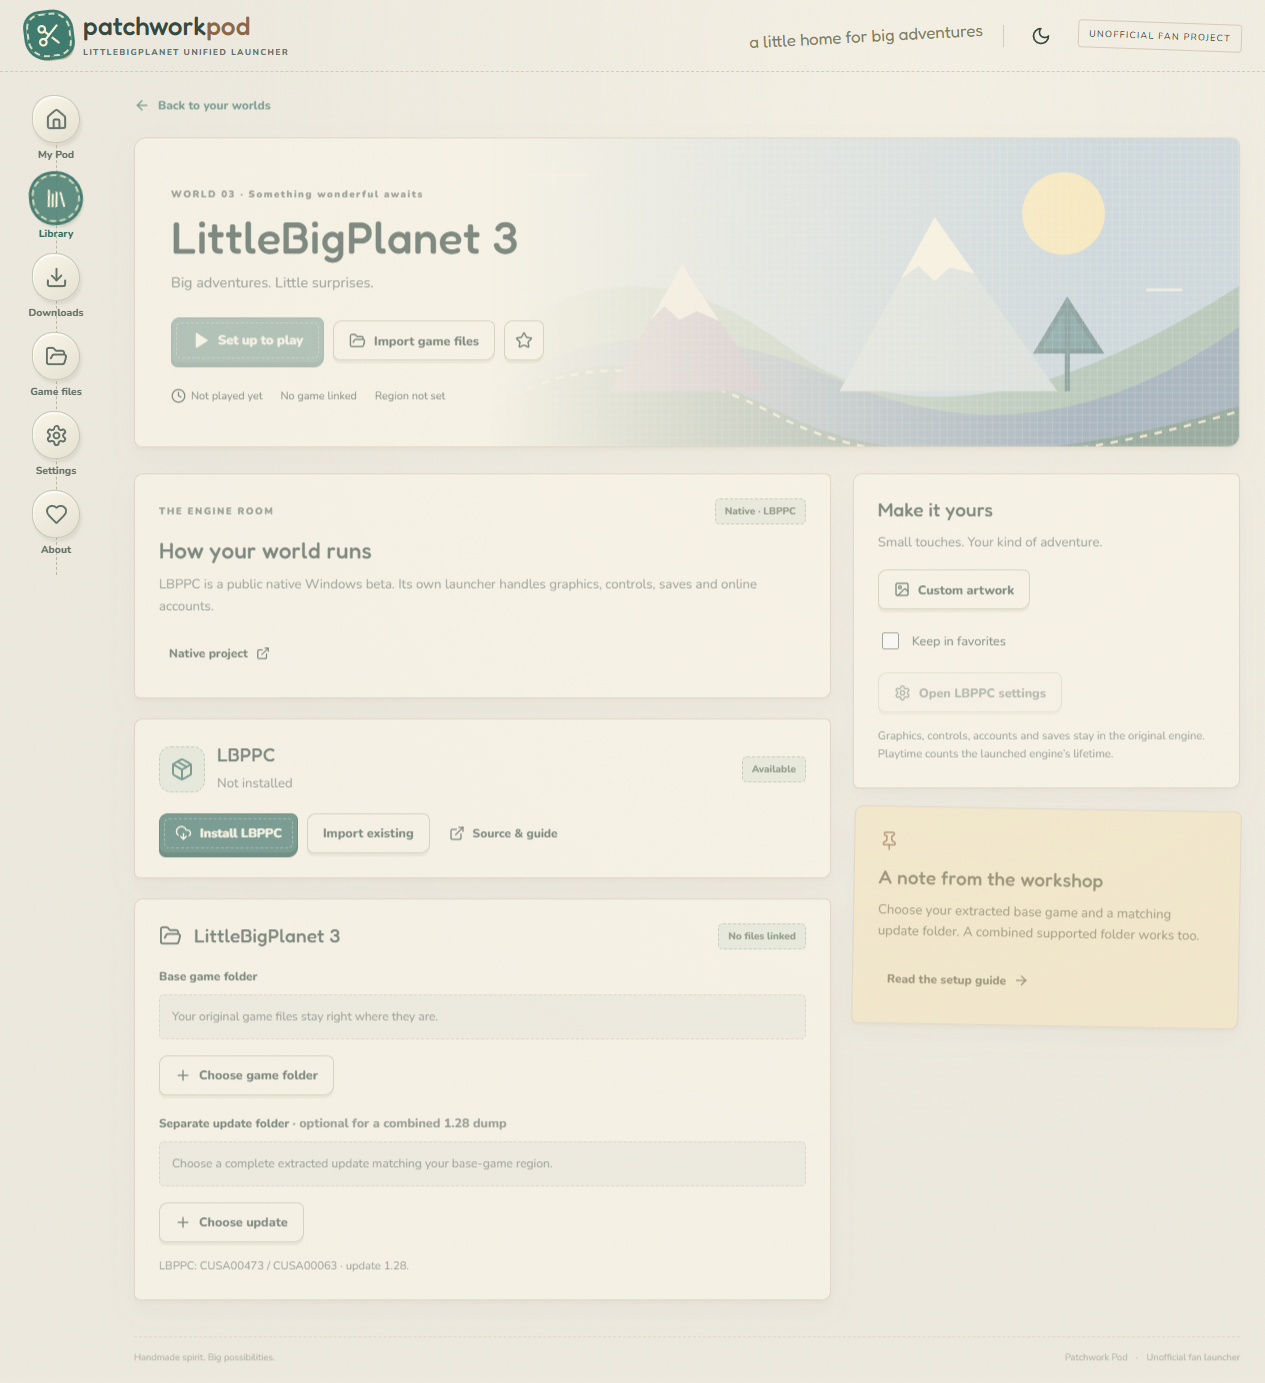 patchworkpod
LITTLEBIGPLANET UNIFIED LAUNCHER
a little home for big adventures
UNOFFICIAL FAN PROJECT
My Pod
Library
Downloads
Game files
Settings
About
Back to your worlds
WORLD 03 · Something wonderful awaits
LittleBigPlanet 3
Big adventures. Little surprises.
Set up to play
Import game files
Not played yet
No game linked
Region not set
THE ENGINE ROOM
Native · LBPPC
How your world runs
LBPPC is a public native Windows beta. Its own launcher handles graphics, controls, saves and online
accounts.
Native project
LBPPC
Not installed
Available
Install LBPPC
Import existing
Source & guide
LittleBigPlanet 3
No files linked
Base game folder
Your original game files stay right where they are.
Choose game folder
Separate update folder · optional for a combined 1.28 dump
Choose a complete extracted update matching your base-game region.
Choose update
LBPPC: CUSA00473 / CUSA00063 · update 1.28.
Make it yours
Small touches. Your kind of adventure.
Custom artwork
Keep in favorites
Open LBPPC settings
Graphics, controls, accounts and saves stay in the original engine.
Playtime counts the launched engine's lifetime.
A note from the workshop
Choose your extracted base game and a matching
update folder. A combined supported folder works too.
Read the setup guide
Handmade spirit. Big possibilities.
Patchwork Pod · Unofficial fan launcher